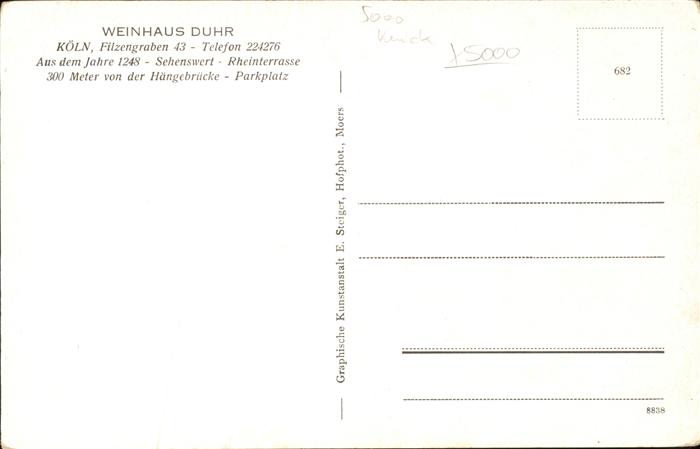 WEINHAUS DUHR
KÖLN, Filzengraben 43 - Telefon 224276
Aus dem Jahre 1248 - Sehenswert - Rheinterrasse
300 Meter von der Hängebrücke - Parkplatz
Graphische Kunstanstalt E. Steiger, Hofphot., Moers
5000
Knick
5000
682
8838